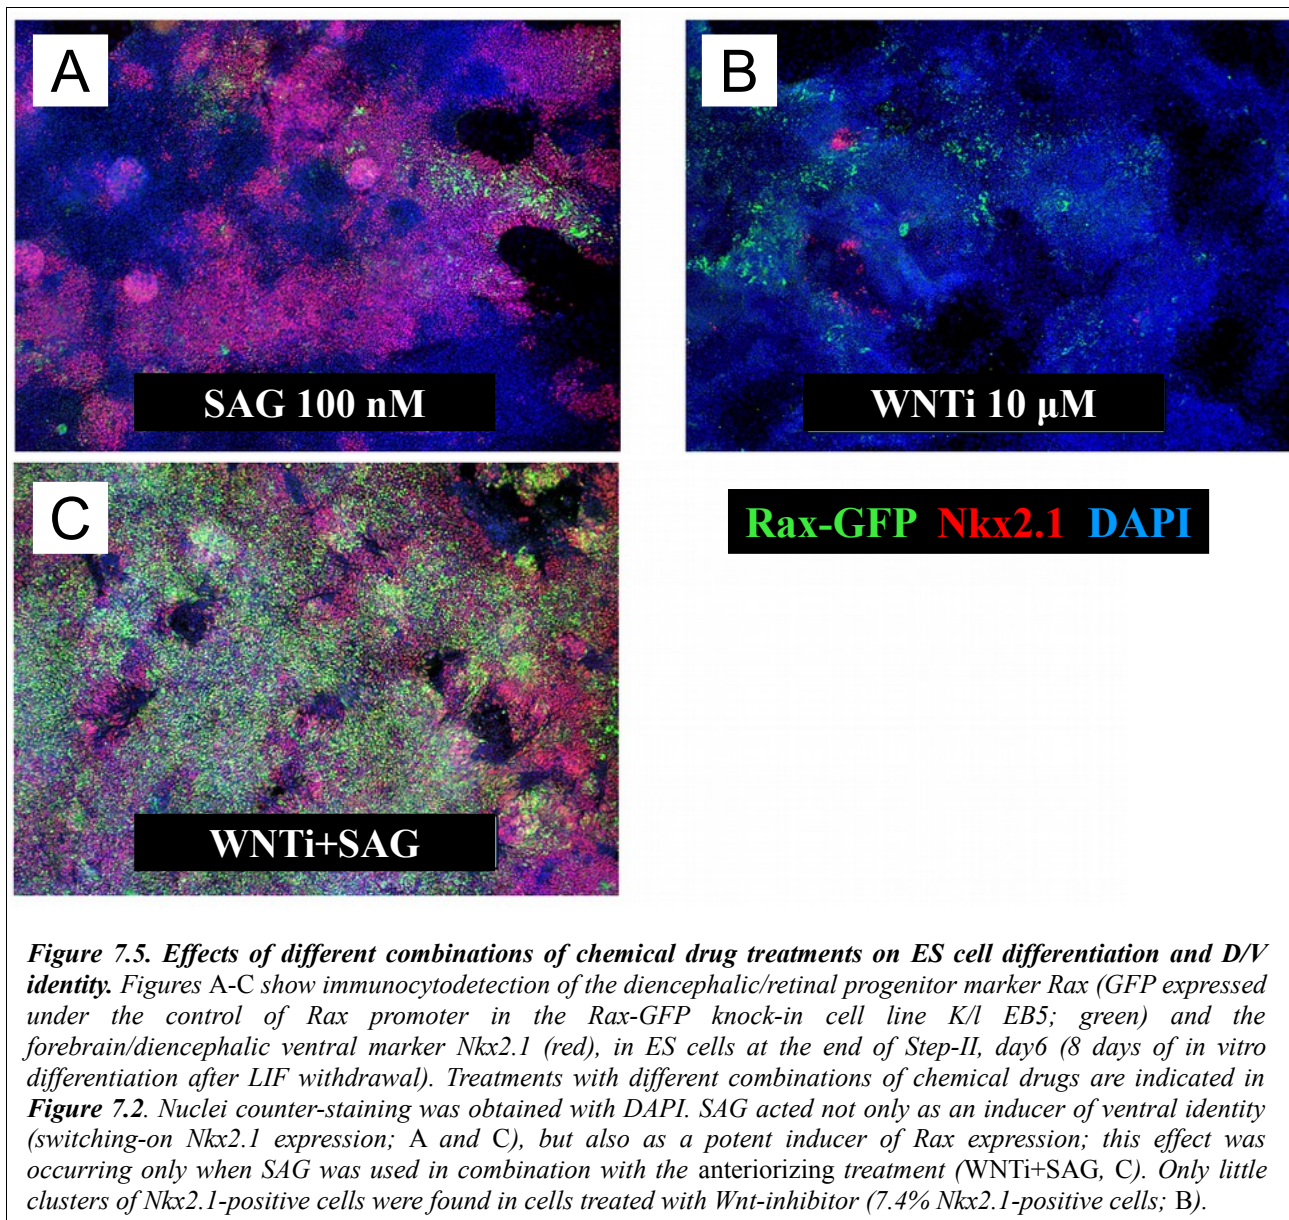 A
B
SAG 100 nM
WNTi 10 µM
C
Rax-GFP Nkx2.1 DAPI
WNTi+SAG
Figure 7.5. Effects of different combinations of chemical drug treatments on ES cell differentiation and D/V
identity. Figures A-C show immunocytodetection of the diencephalic/retinal progenitor marker Rax (GFP expressed
under the control of Rax promoter in the Rax-GFP knock-in cell line K/l EB5; green) and the
forebrain/diencephalic ventral marker Nkx2.1 (red), in ES cells at the end of Step-II, day6 (8 days of in vitro
differentiation after LIF withdrawal). Treatments with different combinations of chemical drugs are indicated in
Figure 7.2. Nuclei counter-staining was obtained with DAPI. SAG acted not only as an inducer of ventral identity
(switching-on Nkx2.1 expression; A and C), but also as a potent inducer of Rax expression; this effect was
occurring only when SAG was used in combination with the anteriorizing treatment (WNTi+SAG, C). Only little
clusters of Nkx2.1-positive cells were found in cells treated with Wnt-inhibitor (7.4% Nkx2.1-positive cells; B).